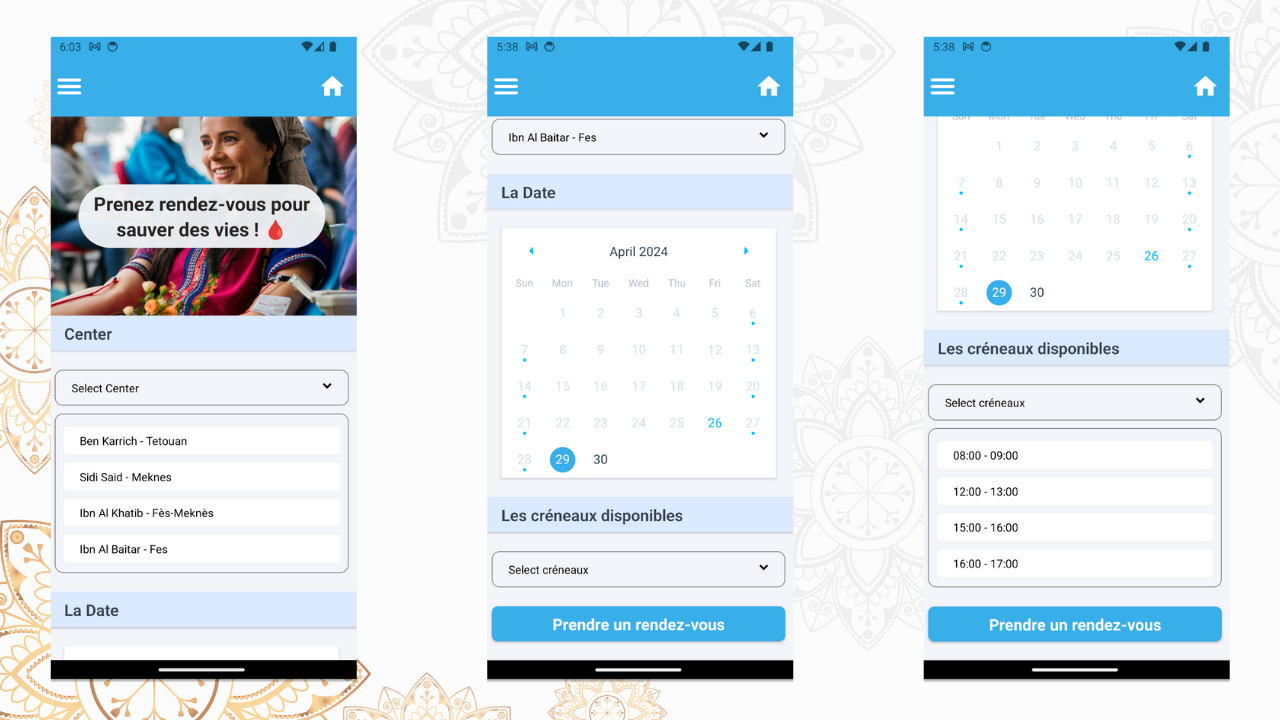 6:03
Prenez rendez-vous pour
sauver des vies ! 🩸
Center
Select Center
Ben Karrich - Tetouan
Sidi Said - Meknes
Ibn Al Khatib - Fès-Meknès
Ibn Al Baitar - Fes
La Date
5:38
Ibn Al Baitar - Fes
La Date
April 2024
Sun Mon Tue Wed Thu Fri Sat
1 2 3 4 5 6
7 8 9 10 11 12 13
14 15 16 17 18 19 20
21 22 23 24 25 26 27
28 29 30
Les créneaux disponibles
Select créneaux
Prendre un rendez-vous
5:38
Sun Mon Tue Wed Thu Fri Sat
1 2 3 4 5 6
7 8 9 10 11 12 13
14 15 16 17 18 19 20
21 22 23 24 25 26 27
28 29 30
Les créneaux disponibles
Select créneaux
08:00 - 09:00
12:00 - 13:00
15:00 - 16:00
16:00 - 17:00
Prendre un rendez-vous